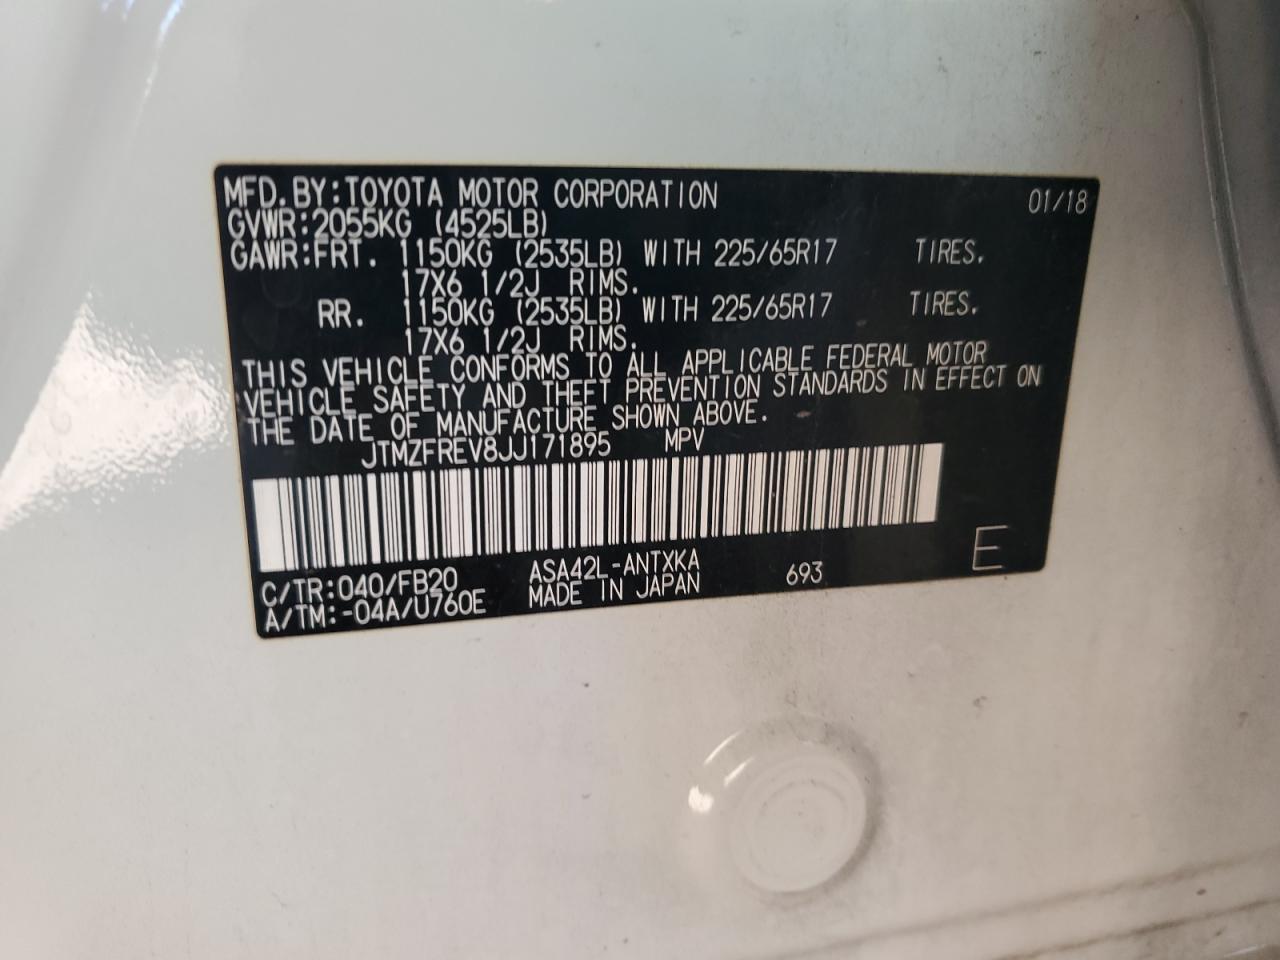 MFD.BY:TOYOTA MOTOR CORPORATION 01/18
GVWR:2055KG (4525LB)
GAWR:FRT. 1150KG (2535LB) WITH 225/65R17 TIRES.
17X6 1/2J RIMS.
RR. 1150KG (2535LB) WITH 225/65R17 TIRES.
17X6 1/2J RIMS.
THIS VEHICLE CONFORMS TO ALL APPLICABLE FEDERAL MOTOR
VEHICLE SAFETY AND THEFT PREVENTION STANDARDS IN EFFECT ON
THE DATE OF MANUFACTURE SHOWN ABOVE.
JTMZFREV8JJ171895 MPV
C/TR:040/FB20 ASA42L-ANTXKA 693 E
A/TM:-04A/U760E MADE IN JAPAN